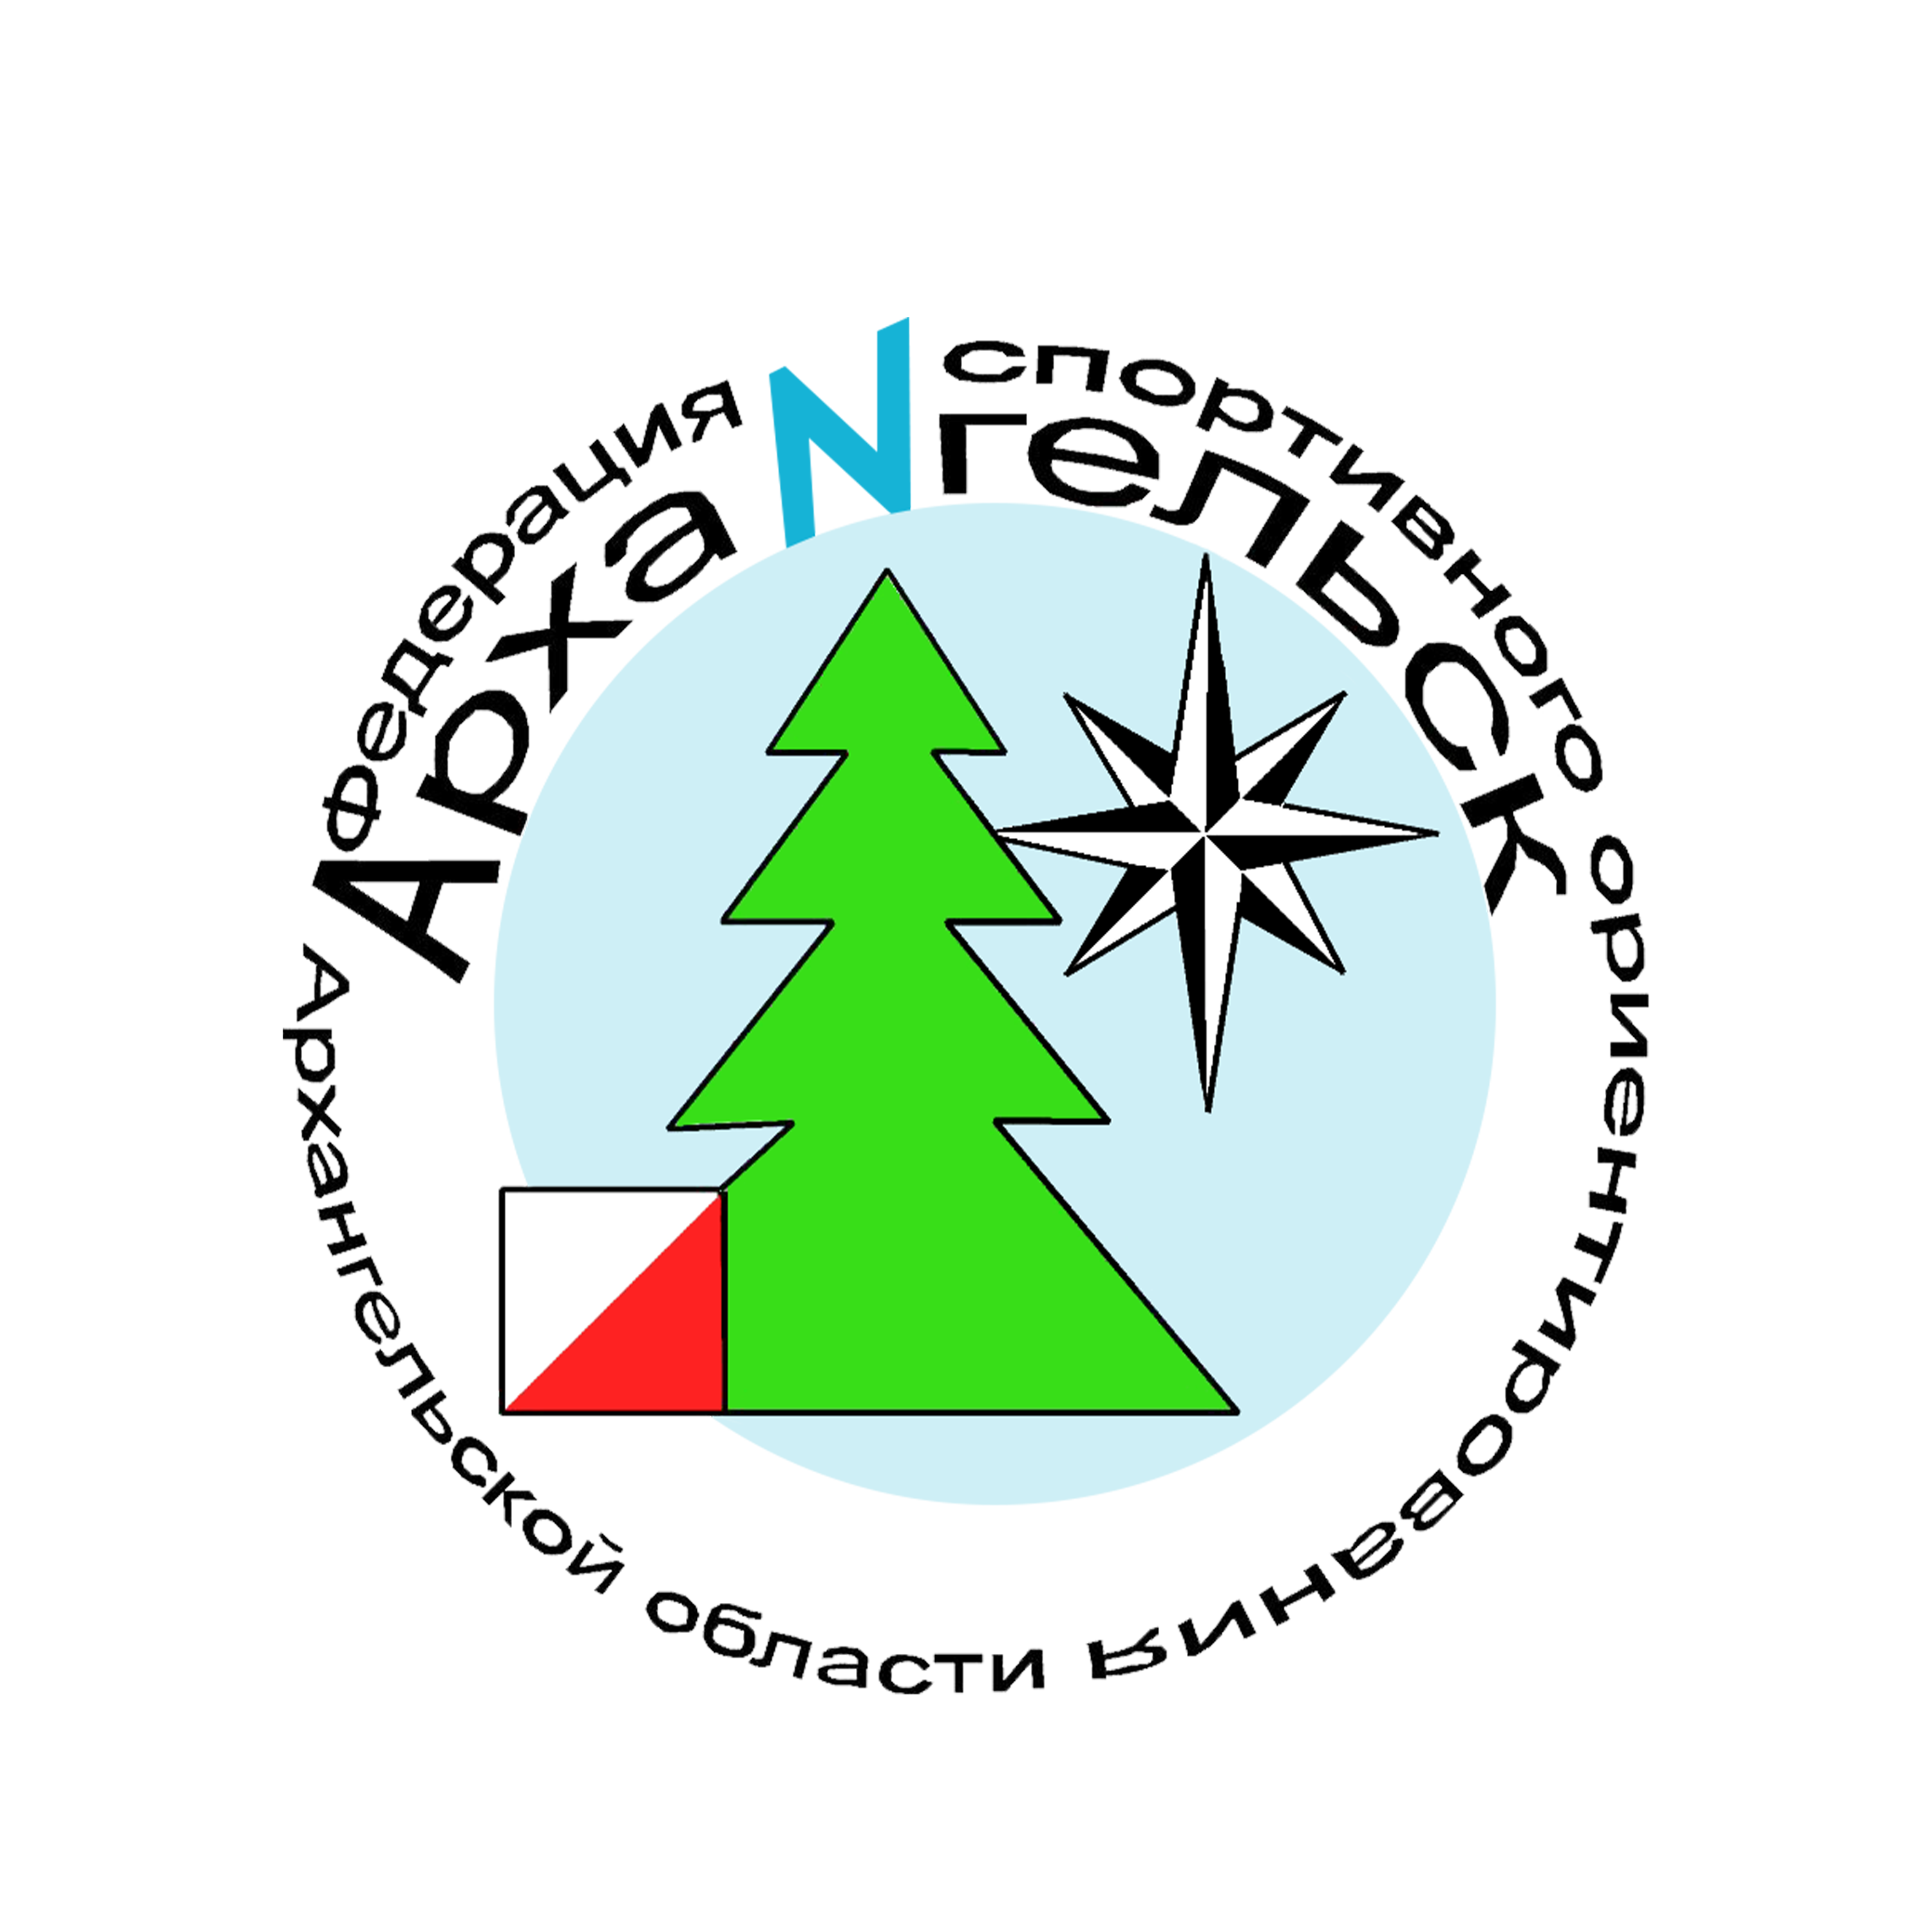 Федерация спортивного ориентирования
АрхаNгельск
Архангельской области